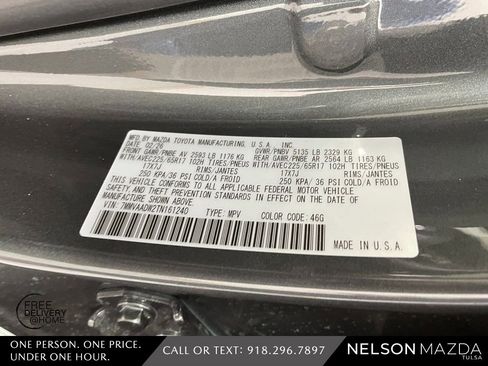 MFD. BY MAZDA TOYOTA MANUFACTURING, U.S.A., INC.
DATE: 02/26 GVWR/PNBV 5135 LB 2329 KG
FRONT GAWR/PNBE AV 2593 LB 1176 KG REAR GAWR/PNBE AR 2564 LB 1163 KG
WITH/AVEC225/65R17 102H TIRES/PNEUS WITH/AVEC225/65R17 102H TIRES/PNEUS
17X7J RIMS/JANTES 17X7J RIMS/JANTES
250 KPA/36 PSI COLD/A FROID 250 KPA/36 PSI COLD/A FROID
THIS VEHICLE CONFORMS TO ALL APPLICABLE FEDERAL MOTOR VEHICLE
SAFETY AND THEFT PREVENTION STANDARDS IN EFFECT ON THE DATE OF
MANUFACTURE SHOWN ABOVE.
VIN: TYPE: MPV COLOR CODE: 46G
MADE IN U.S.A.
FREE
DELIVERY
@HOME
ONE PERSON. ONE PRICE.
UNDER ONE HOUR.
CALL OR TEXT: 918.296.7897
NELSON MAZDA
TULSA